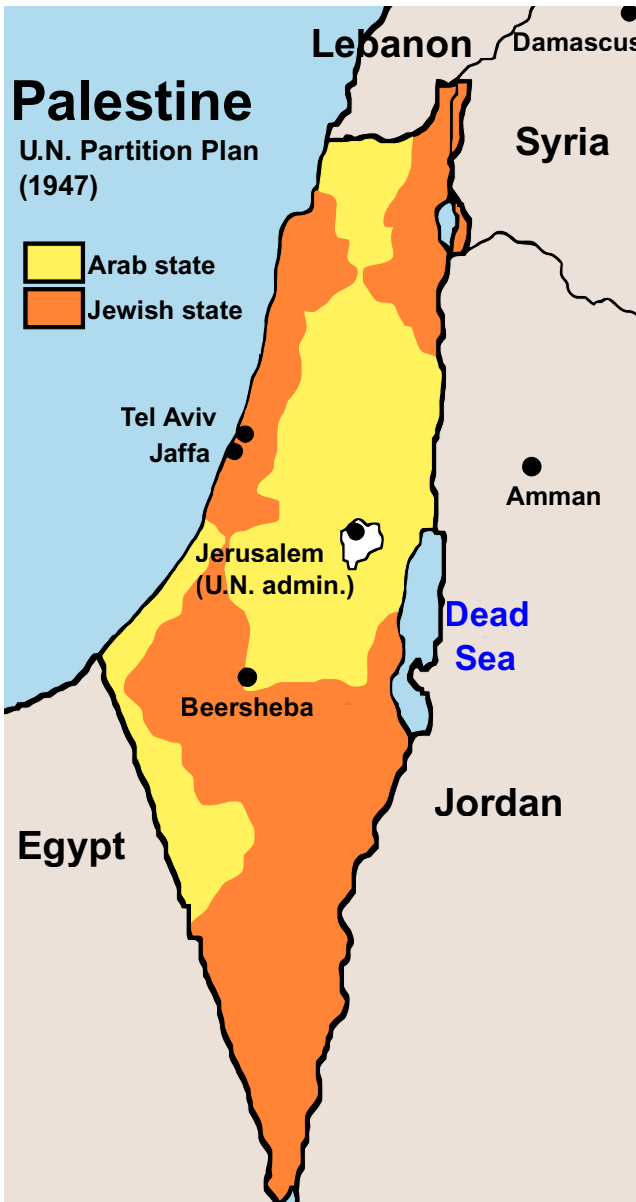 Lebanon
Damascus
Palestine
U.N. Partition Plan
(1947)
Syria
Arab state
Jewish state
Tel Aviv
Jaffa
Amman
Jerusalem
(U.N. admin.)
Dead
Sea
Beersheba
Jordan
Egypt